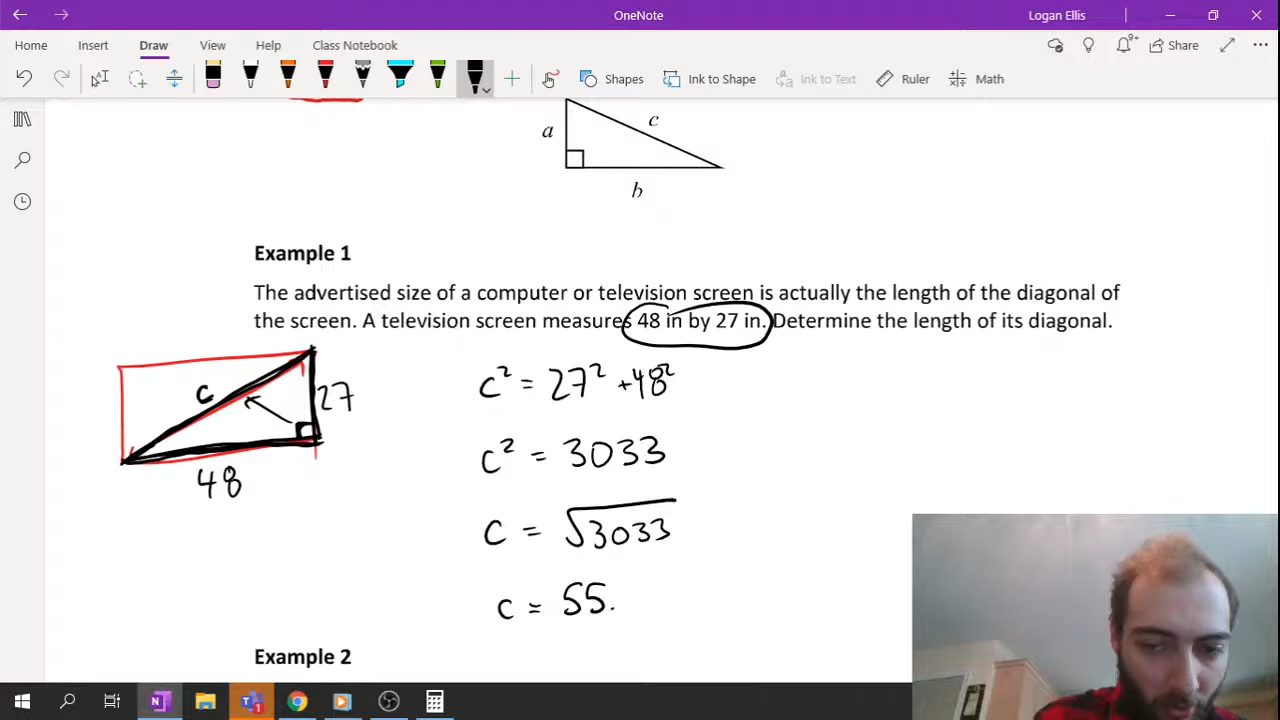 OneNote
Logan Ellis
Home Insert Draw View Help Class Notebook
9+ Share
Shapes Ink to Shape Ink to Text Ruler Math
a
c
b
Example 1
The advertised size of a computer or television screen is actually the length of the diagonal of
the screen. A television screen measures 48 in by 27 in. Determine the length of its diagonal.
c
27
48
c² = 27² + 48²
c² = 3033
c = √3033
c ≈ 55.
Example 2